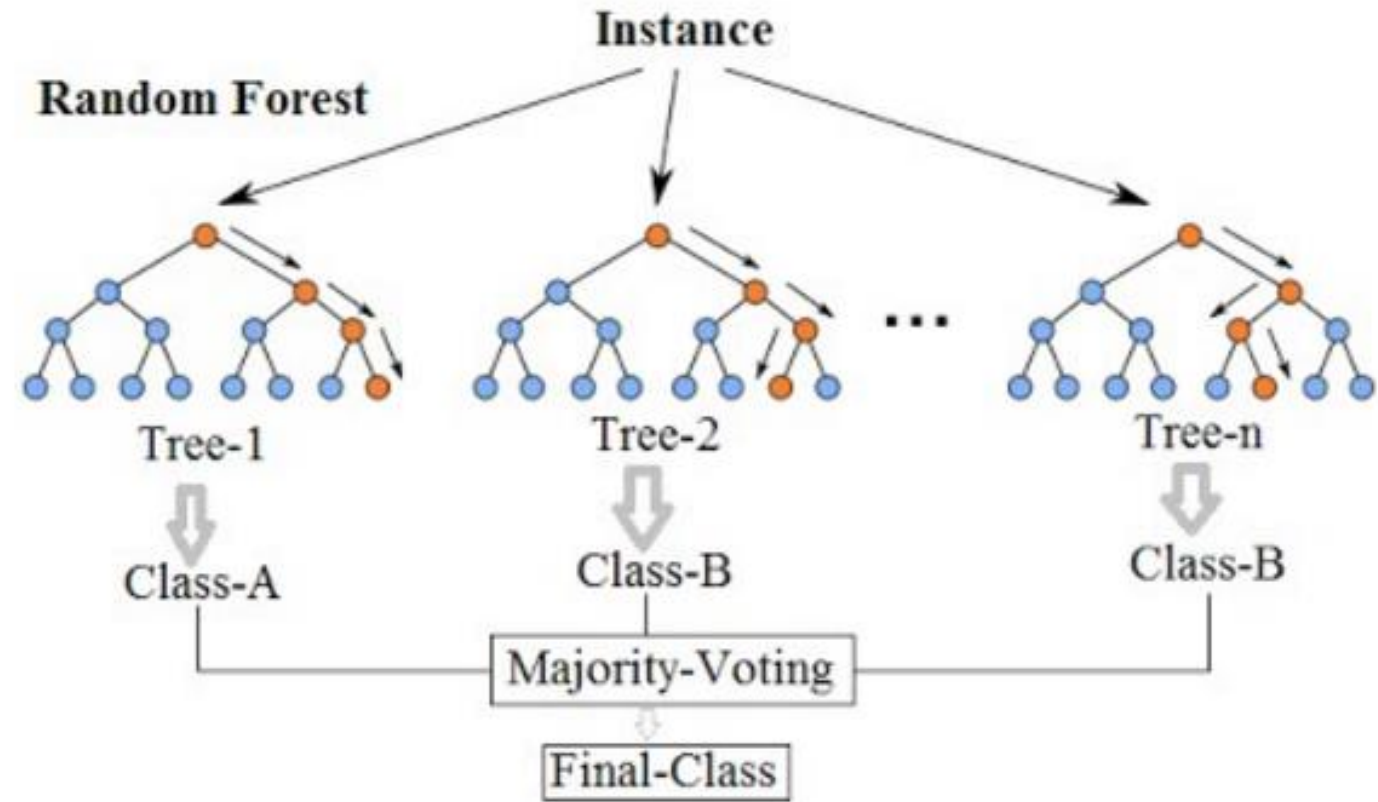 Instance
Random Forest
...
Tree-1
Tree-2
Tree-n
Class-A
Class-B
Class-B
Majority-Voting
Final-Class